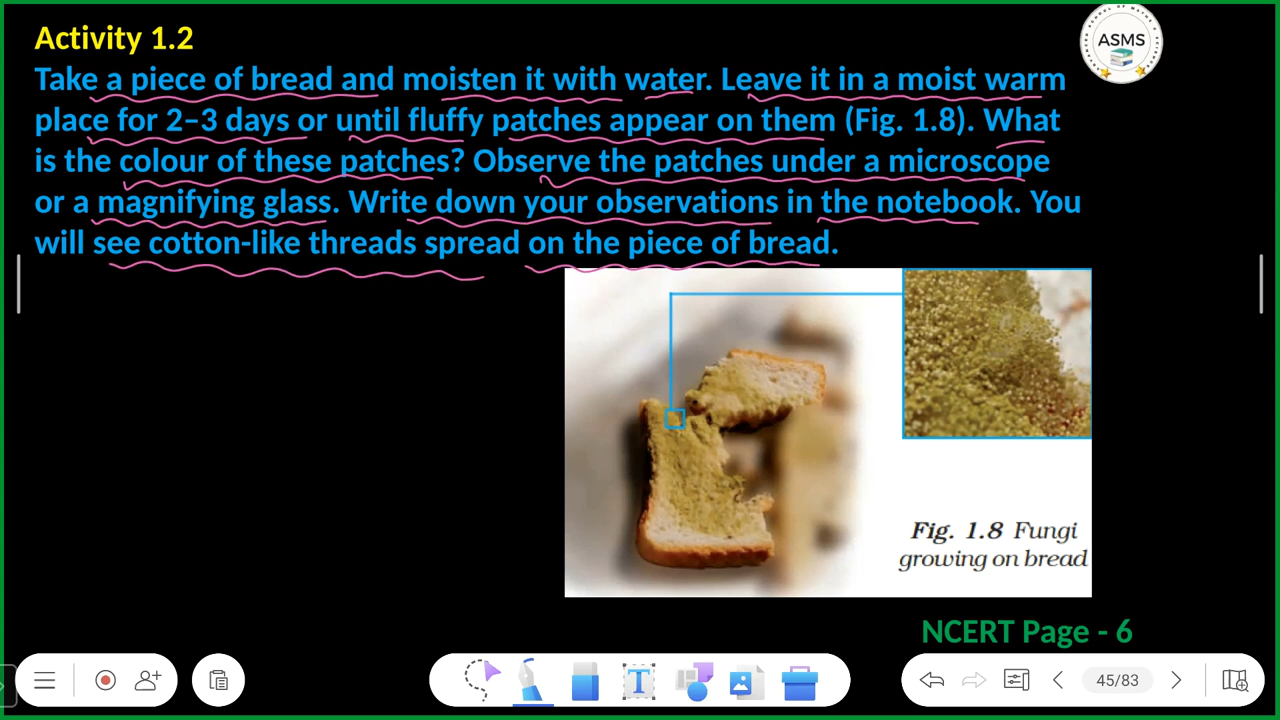 Activity 1.2
ASMS
Take a piece of bread and moisten it with water. Leave it in a moist warm
place for 2–3 days or until fluffy patches appear on them (Fig. 1.8). What
is the colour of these patches? Observe the patches under a microscope
or a magnifying glass. Write down your observations in the notebook. You
will see cotton-like threads spread on the piece of bread.
Fig. 1.8 Fungi
growing on bread
NCERT Page - 6
T
45/83